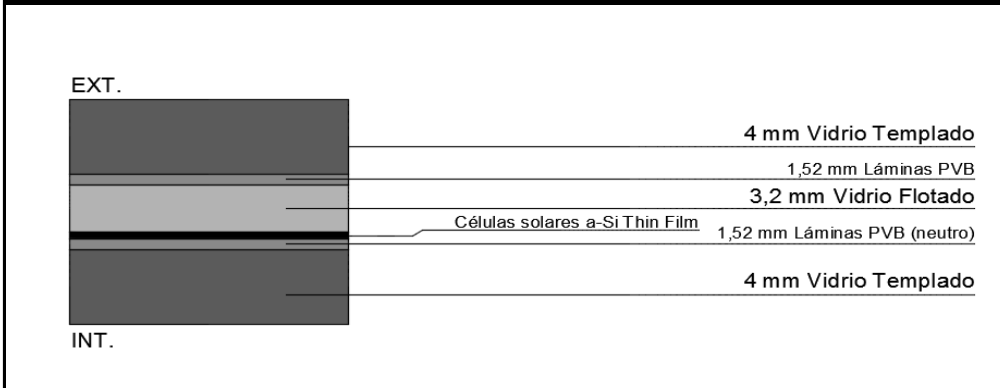 EXT.
4 mm Vidrio Templado
1,52 mm Láminas PVB
3,2 mm Vidrio Flotado
Células solares a-Si Thin Film
1,52 mm Láminas PVB (neutro)
4 mm Vidrio Templado
INT.